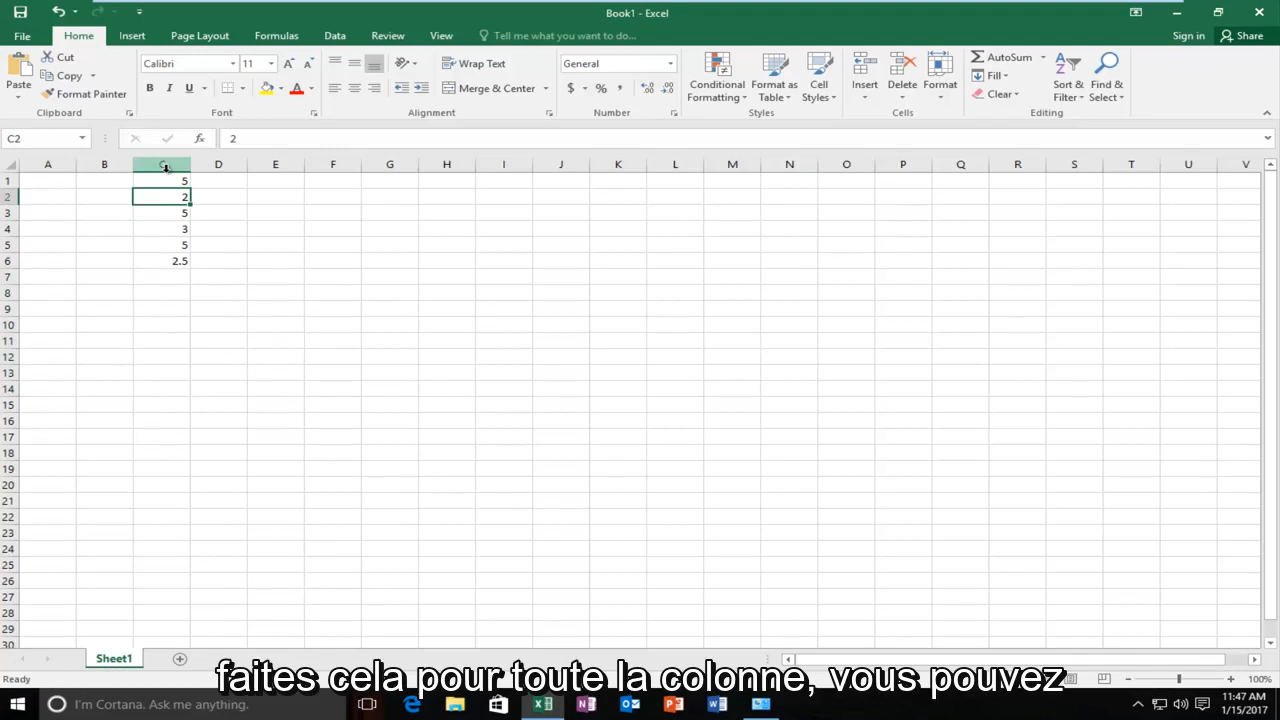 Book1 - Excel
File Home Insert Page Layout Formulas Data Review View Tell me what you want to do... Sign in Share
Paste Cut Copy Format Painter Clipboard
Calibri 11 B I U A Font
Wrap Text Merge & Center Alignment
General $ % , Number
Conditional Formatting Format as Table Cell Styles Styles
Insert Delete Format Cells
AutoSum Fill Clear Sort & Filter Find & Select Editing
C2 fx 2
A B C D E F G H I J K L M N O P Q R S T U V
1 5
2 2
3 5
4 3
5 5
6 2.5
7
8
9
10
11
12
13
14
15
16
17
18
19
20
21
22
23
24
25
26
27
28
29
30
Sheet1
Ready 100%
faites cela pour toute la colonne, vous pouvez
I'm Cortana. Ask me anything. 11:47 AM
1/15/2017